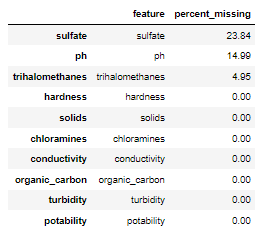 feature percent_missing
sulfate sulfate 23.84
ph ph 14.99
trihalomethanes trihalomethanes 4.95
hardness hardness 0.00
solids solids 0.00
chloramines chloramines 0.00
conductivity conductivity 0.00
organic_carbon organic_carbon 0.00
turbidity turbidity 0.00
potability potability 0.00